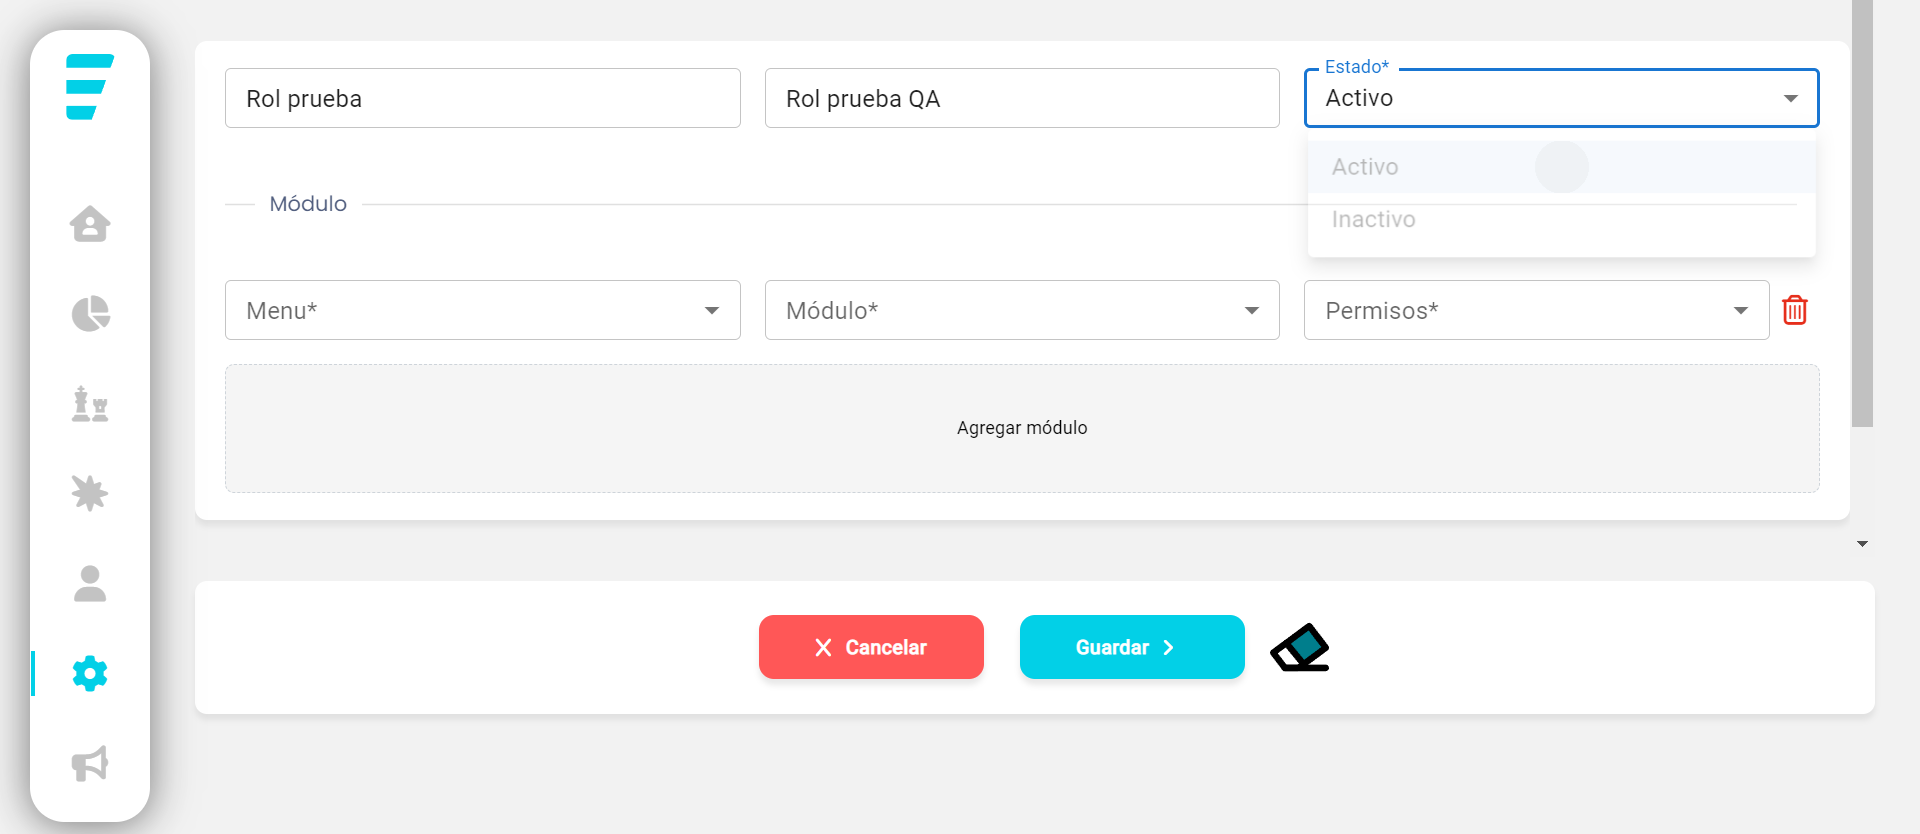 Rol prueba
Rol prueba QA
Estado*
Activo
Activo
Inactivo
Módulo
Menu*
Módulo*
Permisos*
Agregar módulo
Cancelar
Guardar